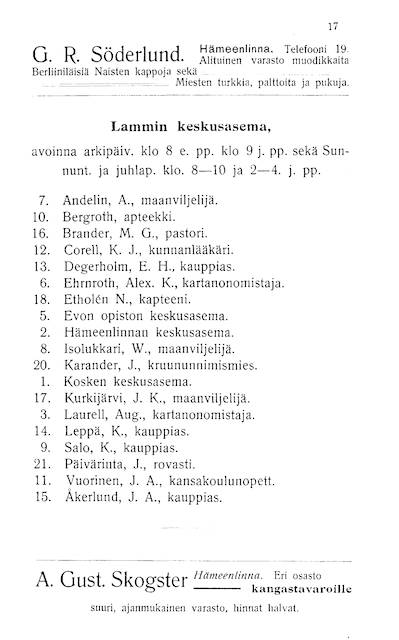 17
G. R. Söderlund. Hämeenlinna. Telefooni 19.
Alituinen varasto muodikkaita
Berliiniläisiä Naisten kappoja sekä
Miesten turkkia, palttoita ja pukuja.
Lammin keskusasema,
avoinna arkipäiv. klo 8 e. pp. klo 9 j. pp. sekä Sun-
nunt. ja juhlap. klo. 8—10 ja 2—4. j. pp.
7. Andelin, A., maanviljelijä.
10. Bergroth, apteekki.
16. Brander, M. G., pastori.
12. Corell, K. J., kunnanlääkäri.
13. Degerholm, E. H., kauppias.
6. Ehrnroth, Alex. K., kartanonomistaja.
18. Etholén N., kapteeni.
5. Evon opiston keskusasema.
2. Hämeenlinnan keskusasema.
8. Isolukkari, W., maanviljelijä.
20. Karander, J., kruununnimismies.
1. Kosken keskusasema.
17. Kurkijärvi, J. K., maanviljelijä.
3. Laurell, Aug., kartanonomistaja.
14. Leppä, K., kauppias.
9. Salo, K., kauppias.
21. Päivärinta, J., rovasti.
11. Vuorinen, J. A., kansakoulunopett.
15. Åkerlund, J. A., kauppias.
A. Gust. Skogster Hämeenlinna. Eri osasto
kangastavaroille
suuri, ajanmukainen varasto, hinnat halvat.